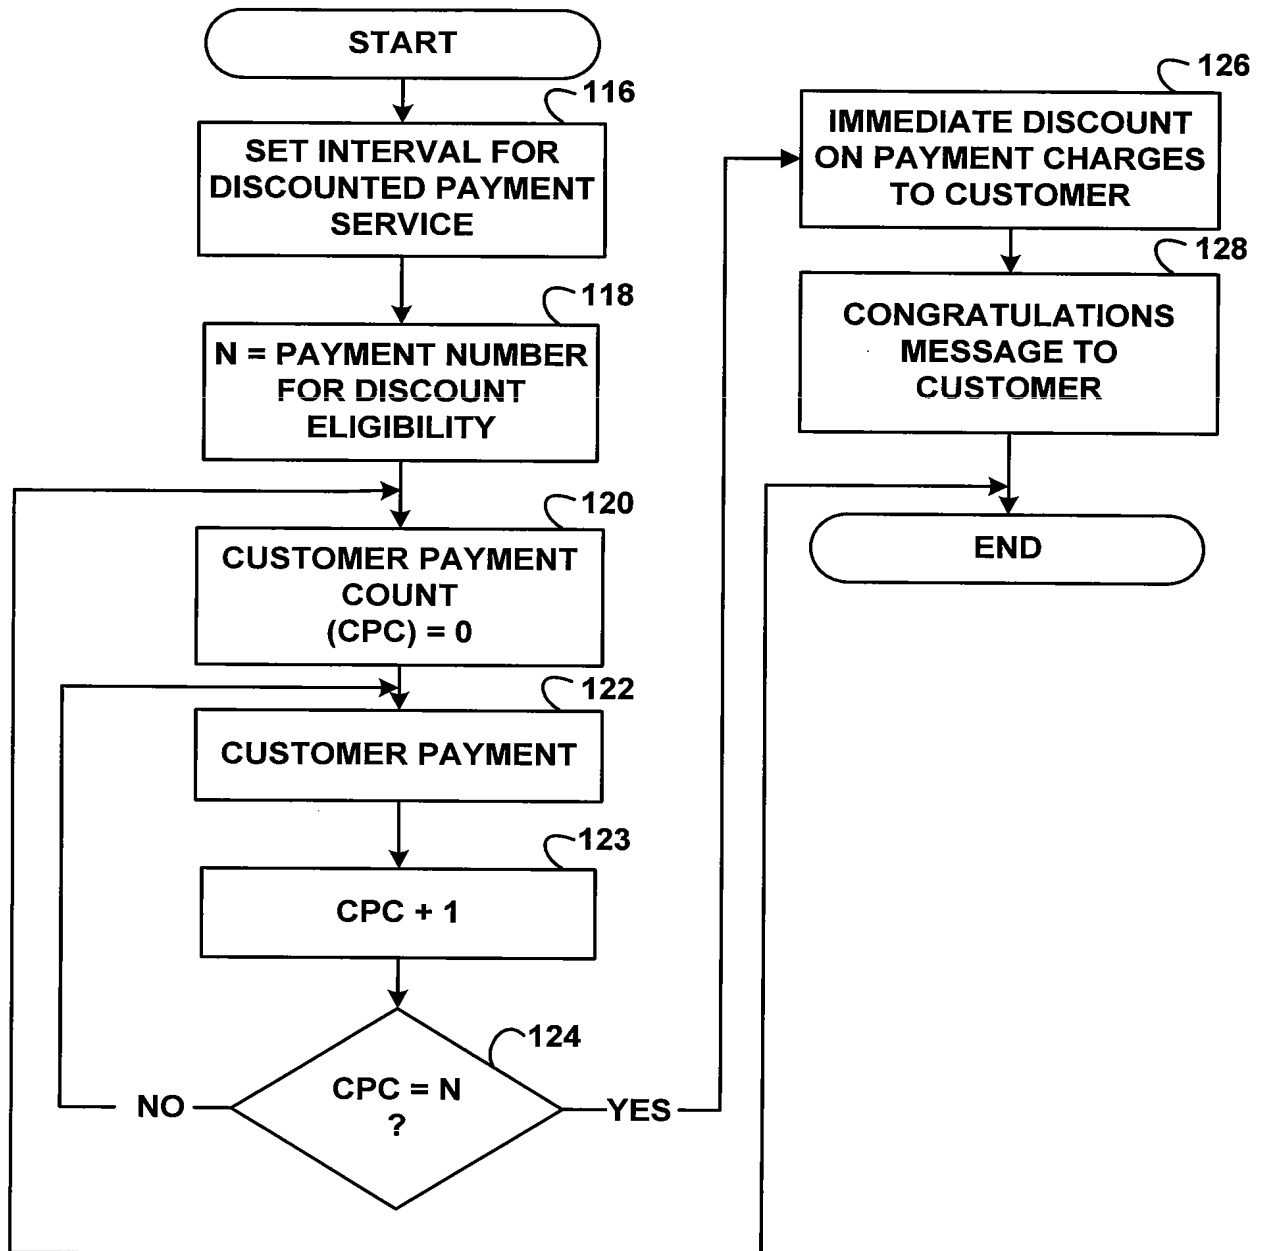 START
116
SET INTERVAL FOR
DISCOUNTED PAYMENT
SERVICE
118
N = PAYMENT NUMBER
FOR DISCOUNT
ELIGIBILITY
120
CUSTOMER PAYMENT
COUNT
(CPC) = 0
122
CUSTOMER PAYMENT
123
CPC + 1
124
CPC = N
?
NO
YES
126
IMMEDIATE DISCOUNT
ON PAYMENT CHARGES
TO CUSTOMER
128
CONGRATULATIONS
MESSAGE TO
CUSTOMER
END